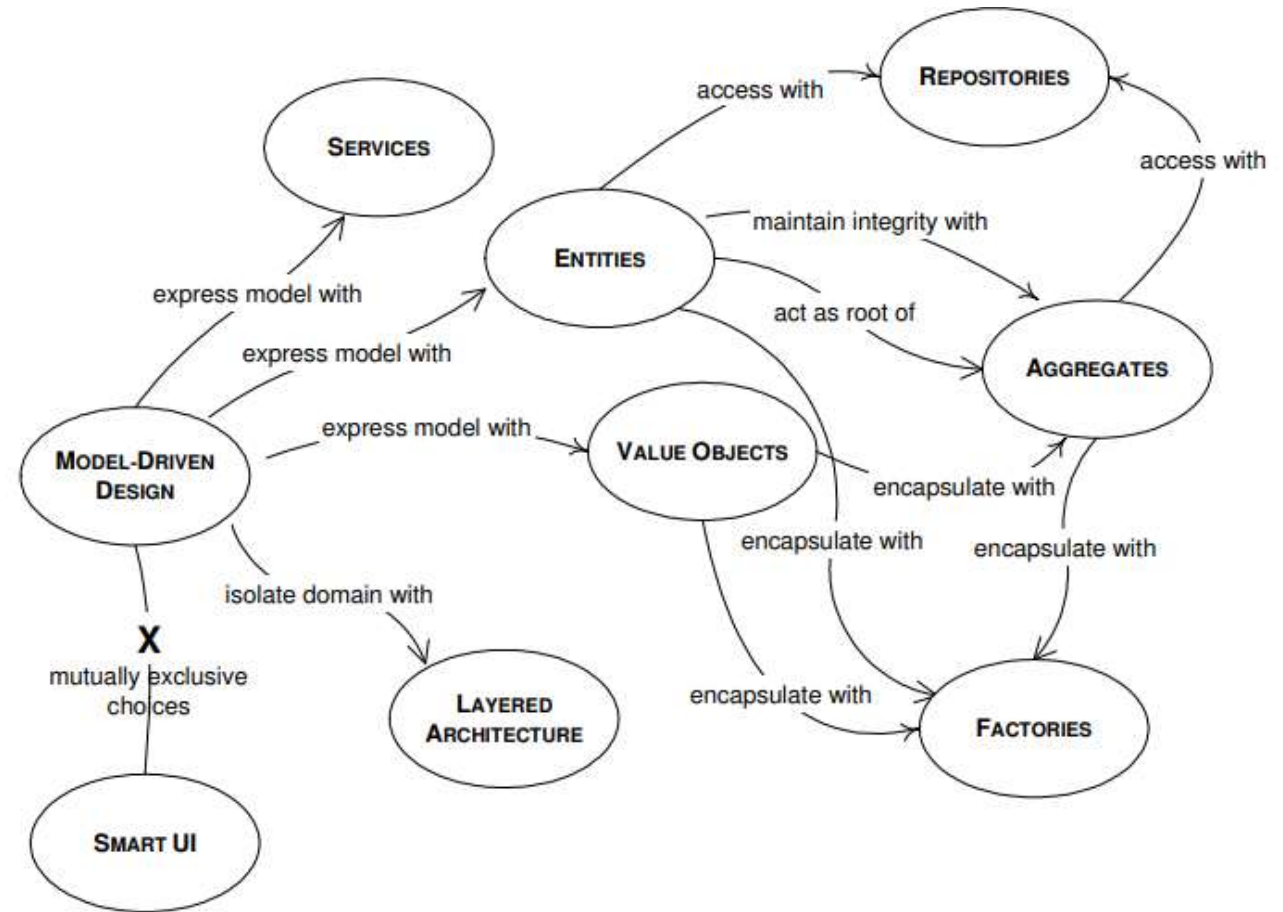 REPOSITORIES
access with
SERVICES
access with
maintain integrity with
ENTITIES
express model with
act as root of
express model with
AGGREGATES
express model with
VALUE OBJECTS
MODEL-DRIVEN
DESIGN
encapsulate with
encapsulate with
encapsulate with
isolate domain with
X
mutually exclusive
choices
encapsulate with
LAYERED
ARCHITECTURE
FACTORIES
SMART UI